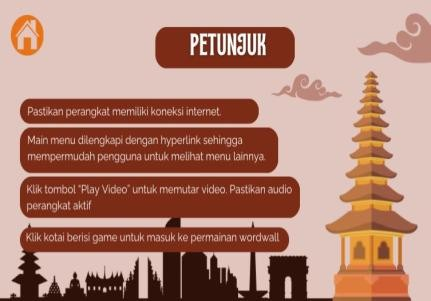 PETUNJUK
Pastikan perangkat memiliki koneksi internet.
Main menu dilengkapi dengan hyperlink sehingga
mempermudah pengguna untuk melihat menu lainnya.
Klik tombol "Play Video" untuk memutar video. Pastikan audio
perangkat aktif
Klik kotai berisi game untuk masuk ke permainan wordwall